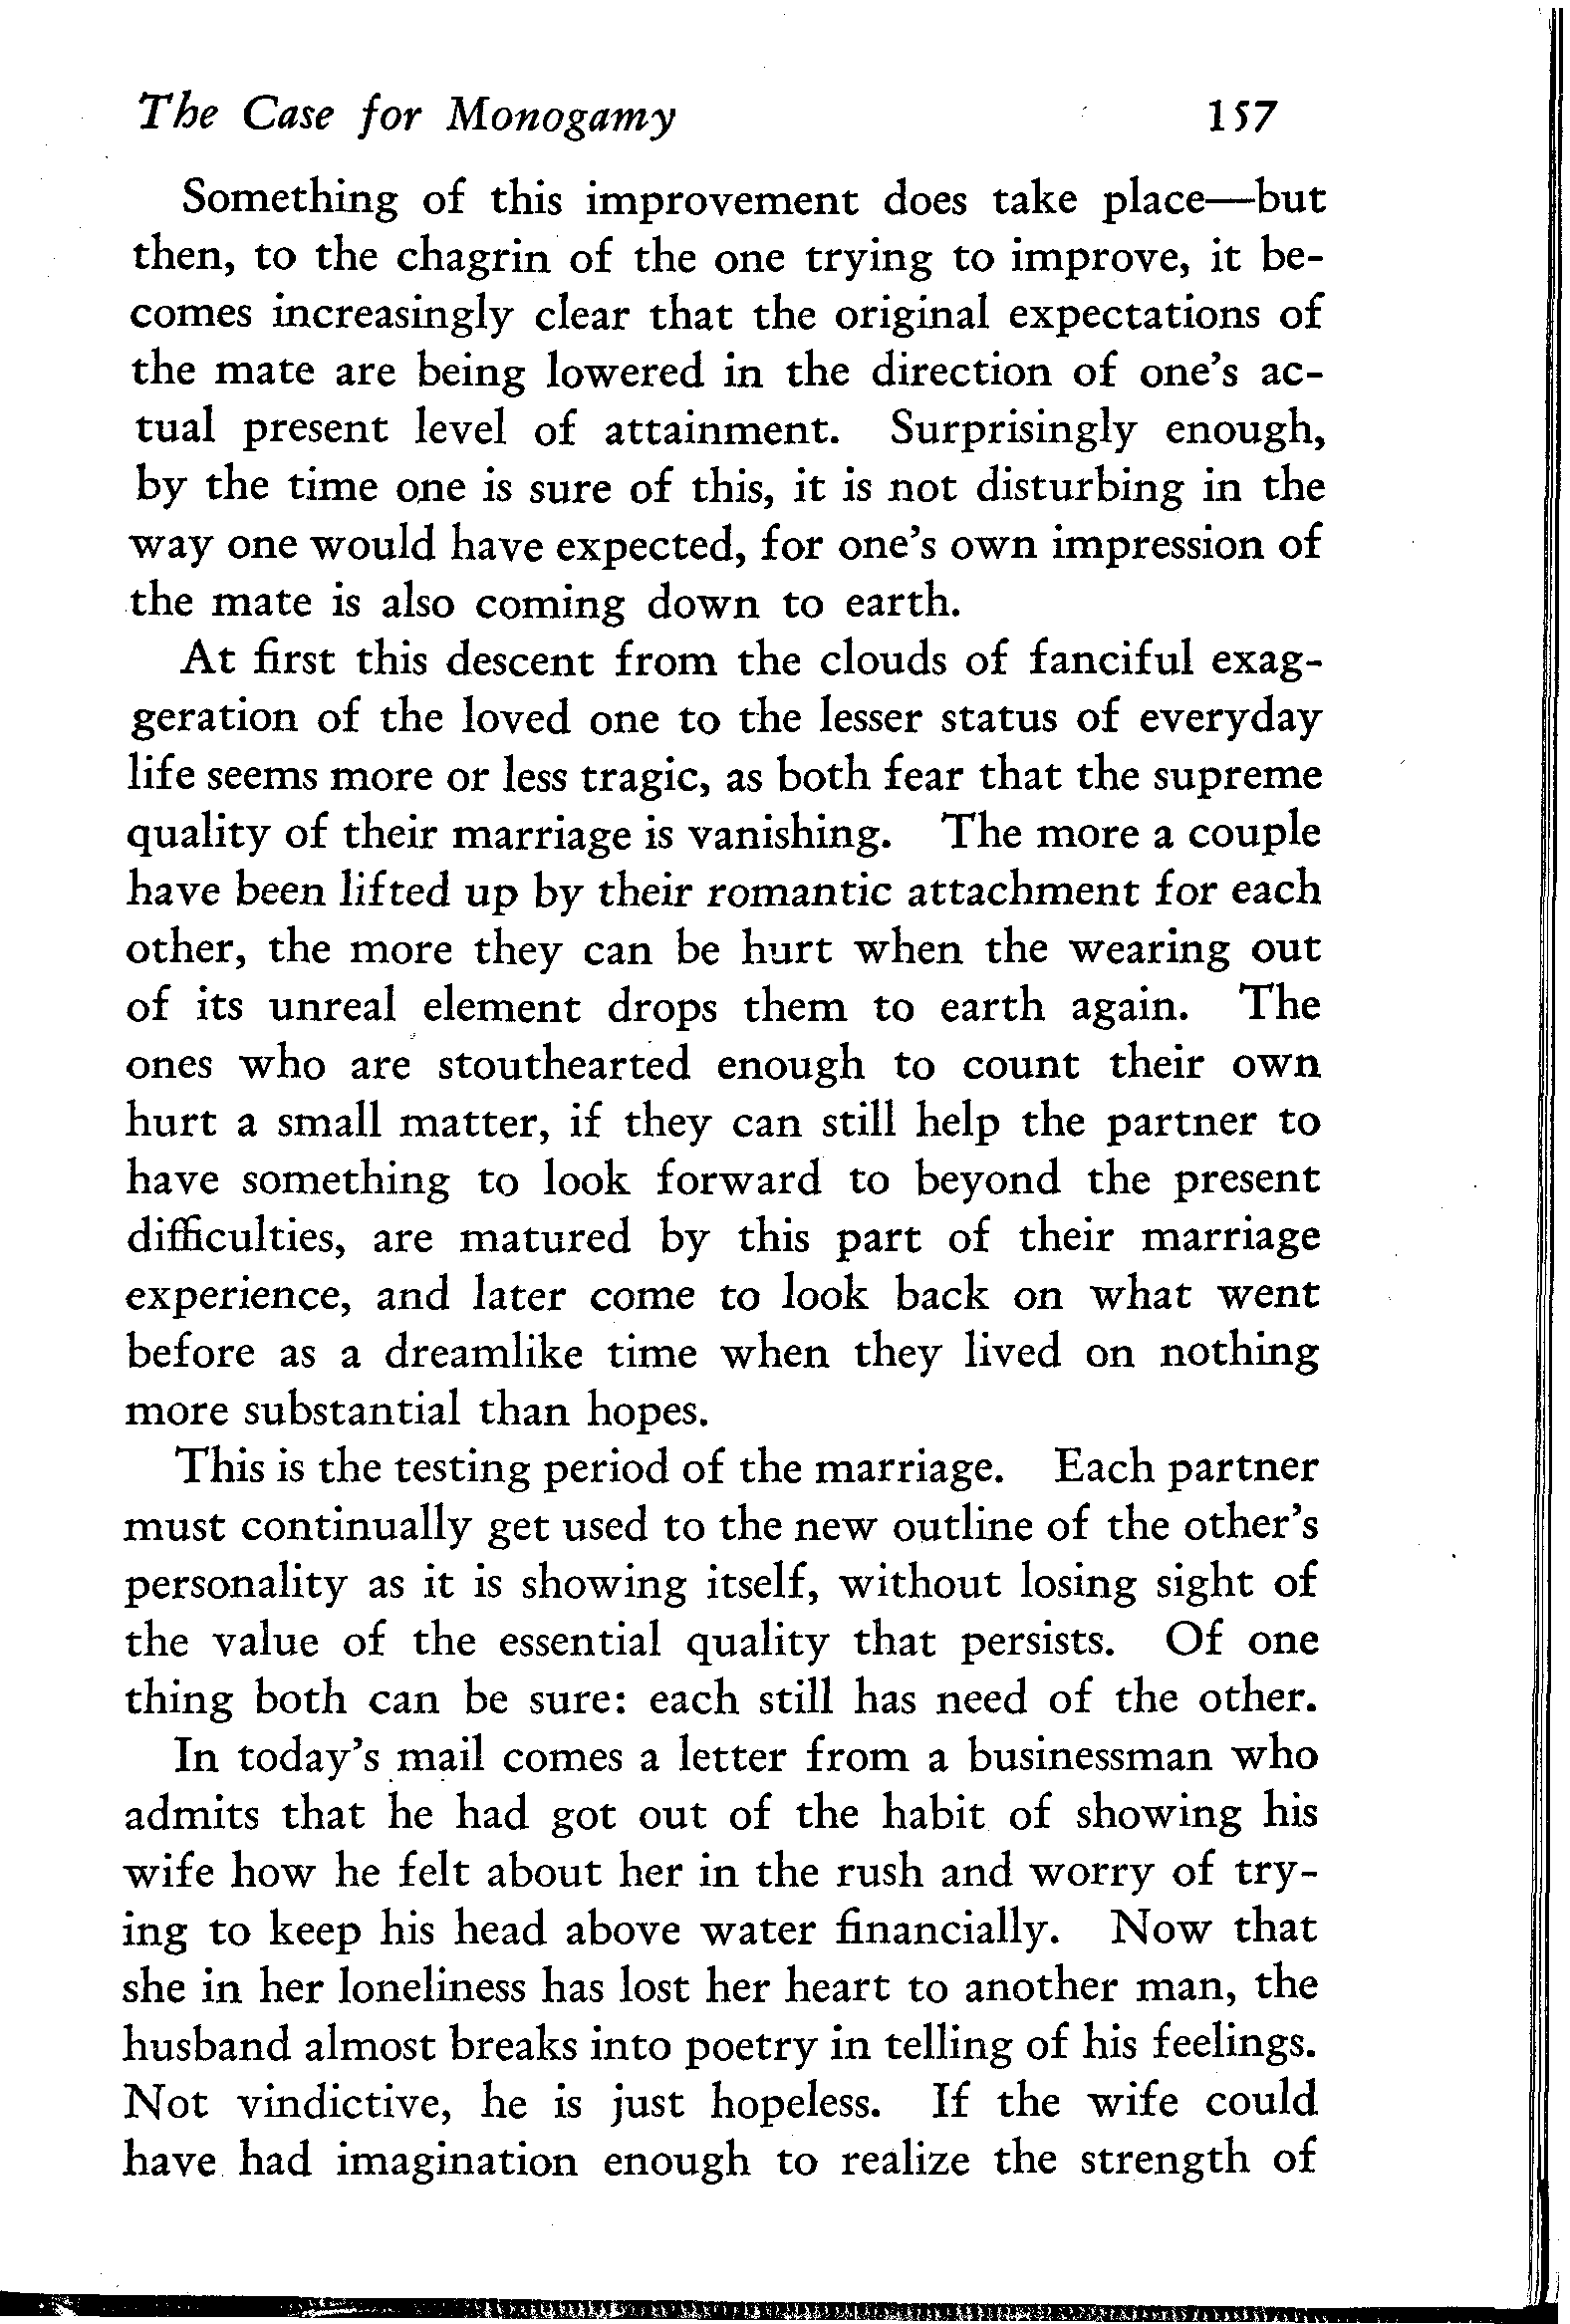 The Case for Monogamy 157
Something of this improvement does take place—but
then, to the chagrin of the one trying to improve, it be-
comes increasingly clear that the original expectations of
the mate are being lowered in the direction of one's ac-
tual present level of attainment. Surprisingly enough,
by the time one is sure of this, it is not disturbing in the
way one would have expected, for one's own impression of
the mate is also coming down to earth.
At first this descent from the clouds of fanciful exag-
geration of the loved one to the lesser status of everyday
life seems more or less tragic, as both fear that the supreme
quality of their marriage is vanishing. The more a couple
have been lifted up by their romantic attachment for each
other, the more they can be hurt when the wearing out
of its unreal element drops them to earth again. The
ones who are stouthearted enough to count their own
hurt a small matter, if they can still help the partner to
have something to look forward to beyond the present
difficulties, are matured by this part of their marriage
experience, and later come to look back on what went
before as a dreamlike time when they lived on nothing
more substantial than hopes.
This is the testing period of the marriage. Each partner
must continually get used to the new outline of the other's
personality as it is showing itself, without losing sight of
the value of the essential quality that persists. Of one
thing both can be sure: each still has need of the other.
In today's mail comes a letter from a businessman who
admits that he had got out of the habit of showing his
wife how he felt about her in the rush and worry of try-
ing to keep his head above water financially. Now that
she in her loneliness has lost her heart to another man, the
husband almost breaks into poetry in telling of his feelings.
Not vindictive, he is just hopeless. If the wife could
have had imagination enough to realize the strength of